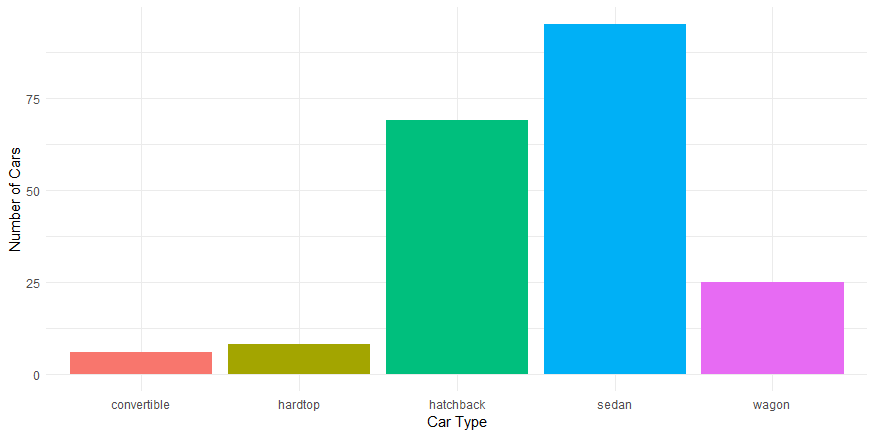 Number of Cars
75
50
25
0
convertible hardtop hatchback sedan wagon
Car Type